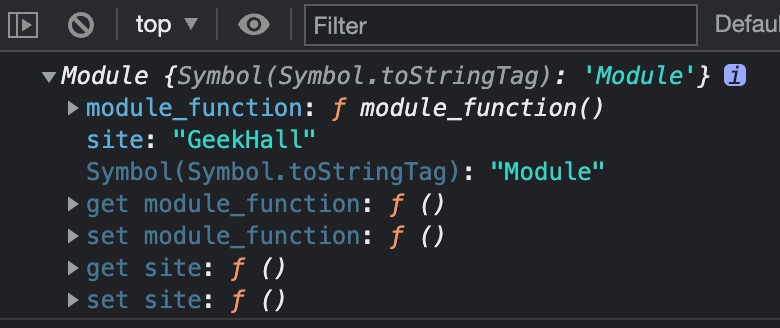 top Filter Defau
Module {Symbol(Symbol.toStringTag): 'Module'} i
module_function: ƒ module_function()
site: "GeekHall"
Symbol(Symbol.toStringTag): "Module"
get module_function: ƒ ()
set module_function: ƒ ()
get site: ƒ ()
set site: ƒ ()